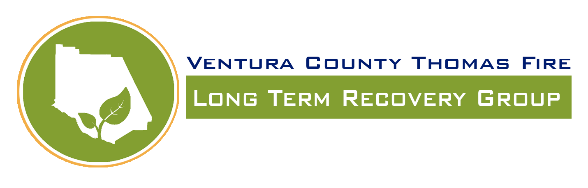 Ventura County Thomas Fire
Long Term Recovery Group